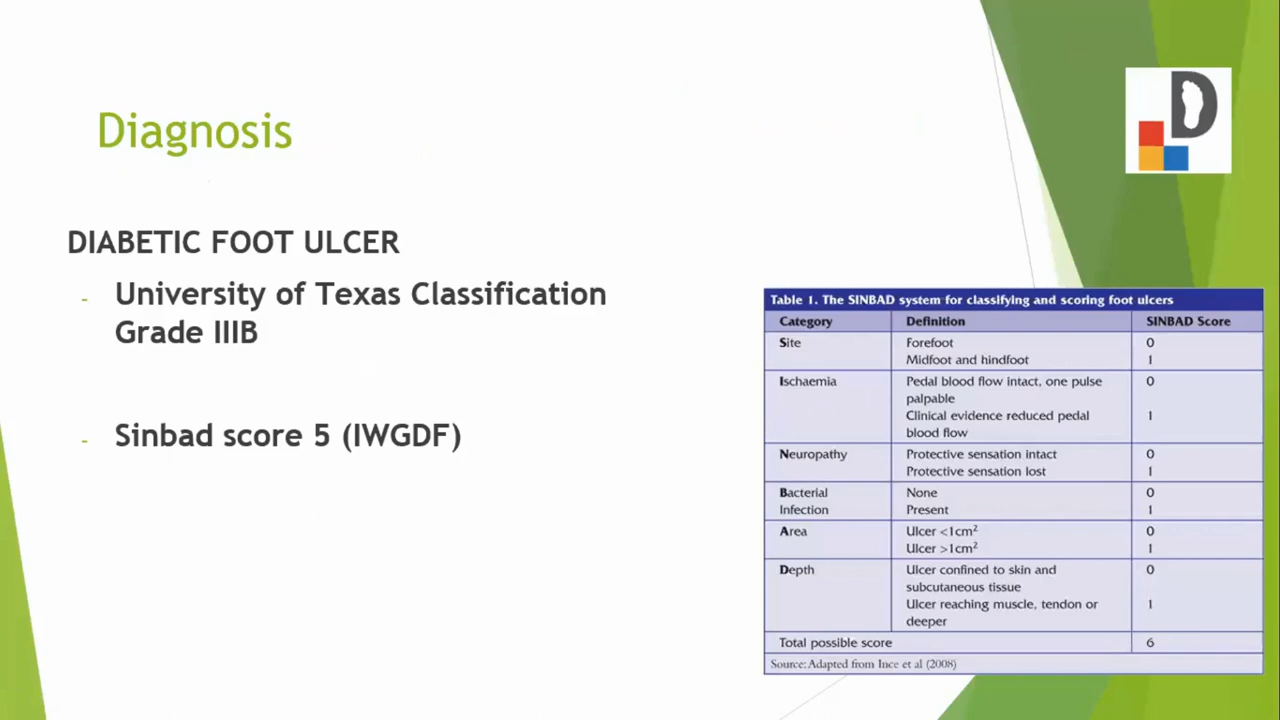 Diagnosis
D
DIABETIC FOOT ULCER
- University of Texas Classification
Grade IIIB
- Sinbad score 5 (IWGDF)
Table 1. The SINBAD system for classifying and scoring foot ulcers
Category Definition SINBAD Score
Site Forefoot 0
Midfoot and hindfoot 1
Ischaemia Pedal blood flow intact, one pulse 0
palpable
Clinical evidence reduced pedal 1
blood flow
Neuropathy Protective sensation intact 0
Protective sensation lost 1
Bacterial None 0
Infection Present 1
Area Ulcer <1cm² 0
Ulcer >1cm² 1
Depth Ulcer confined to skin and 0
subcutaneous tissue
Ulcer reaching muscle, tendon or 1
deeper
Total possible score 6
Source: Adapted from Ince et al (2008)